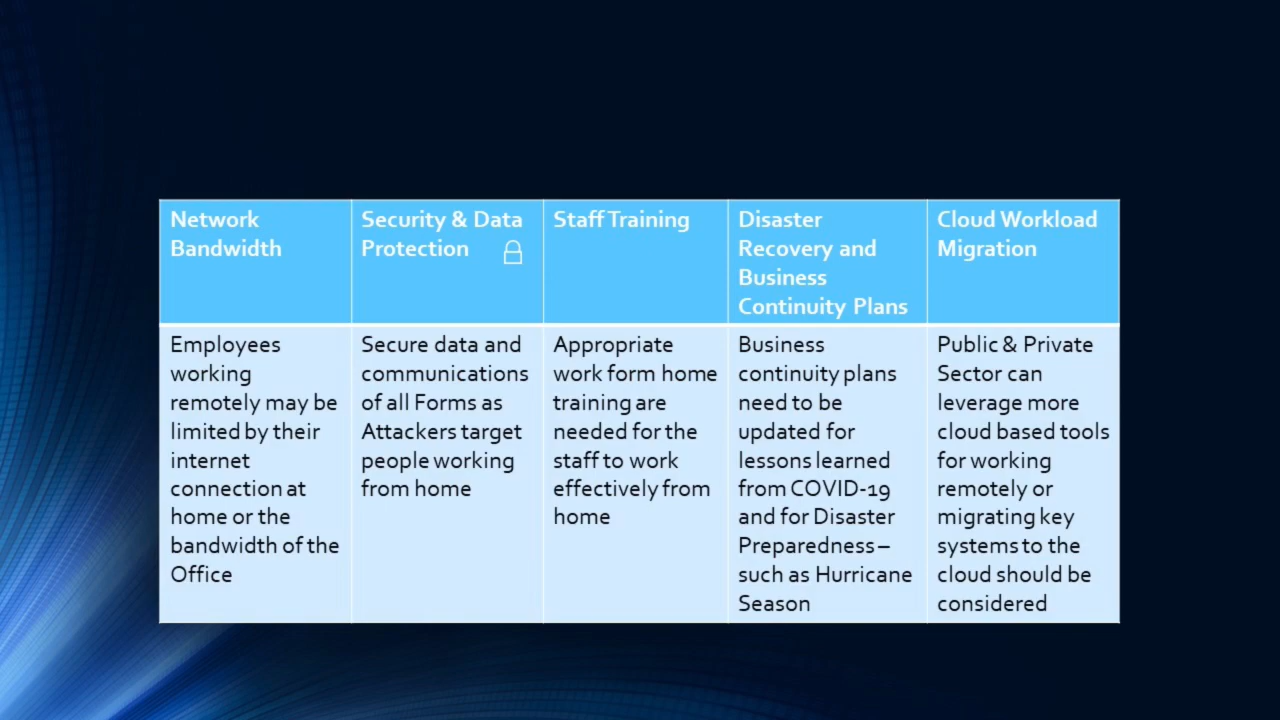 Network
Bandwidth
Security & Data
Protection
Staff Training
Disaster
Recovery and
Business
Continuity Plans
Cloud Workload
Migration
Employees
working
remotely may be
limited by their
internet
connection at
home or the
bandwidth of the
Office
Secure data and
communications
of all Forms as
Attackers target
people working
from home
Appropriate
work form home
training are
needed for the
staff to work
effectively from
home
Business
continuity plans
need to be
updated for
lessons learned
from COVID-19
and for Disaster
Preparedness –
such as Hurricane
Season
Public & Private
Sector can
leverage more
cloud based tools
for working
remotely or
migrating key
systems to the
cloud should be
considered